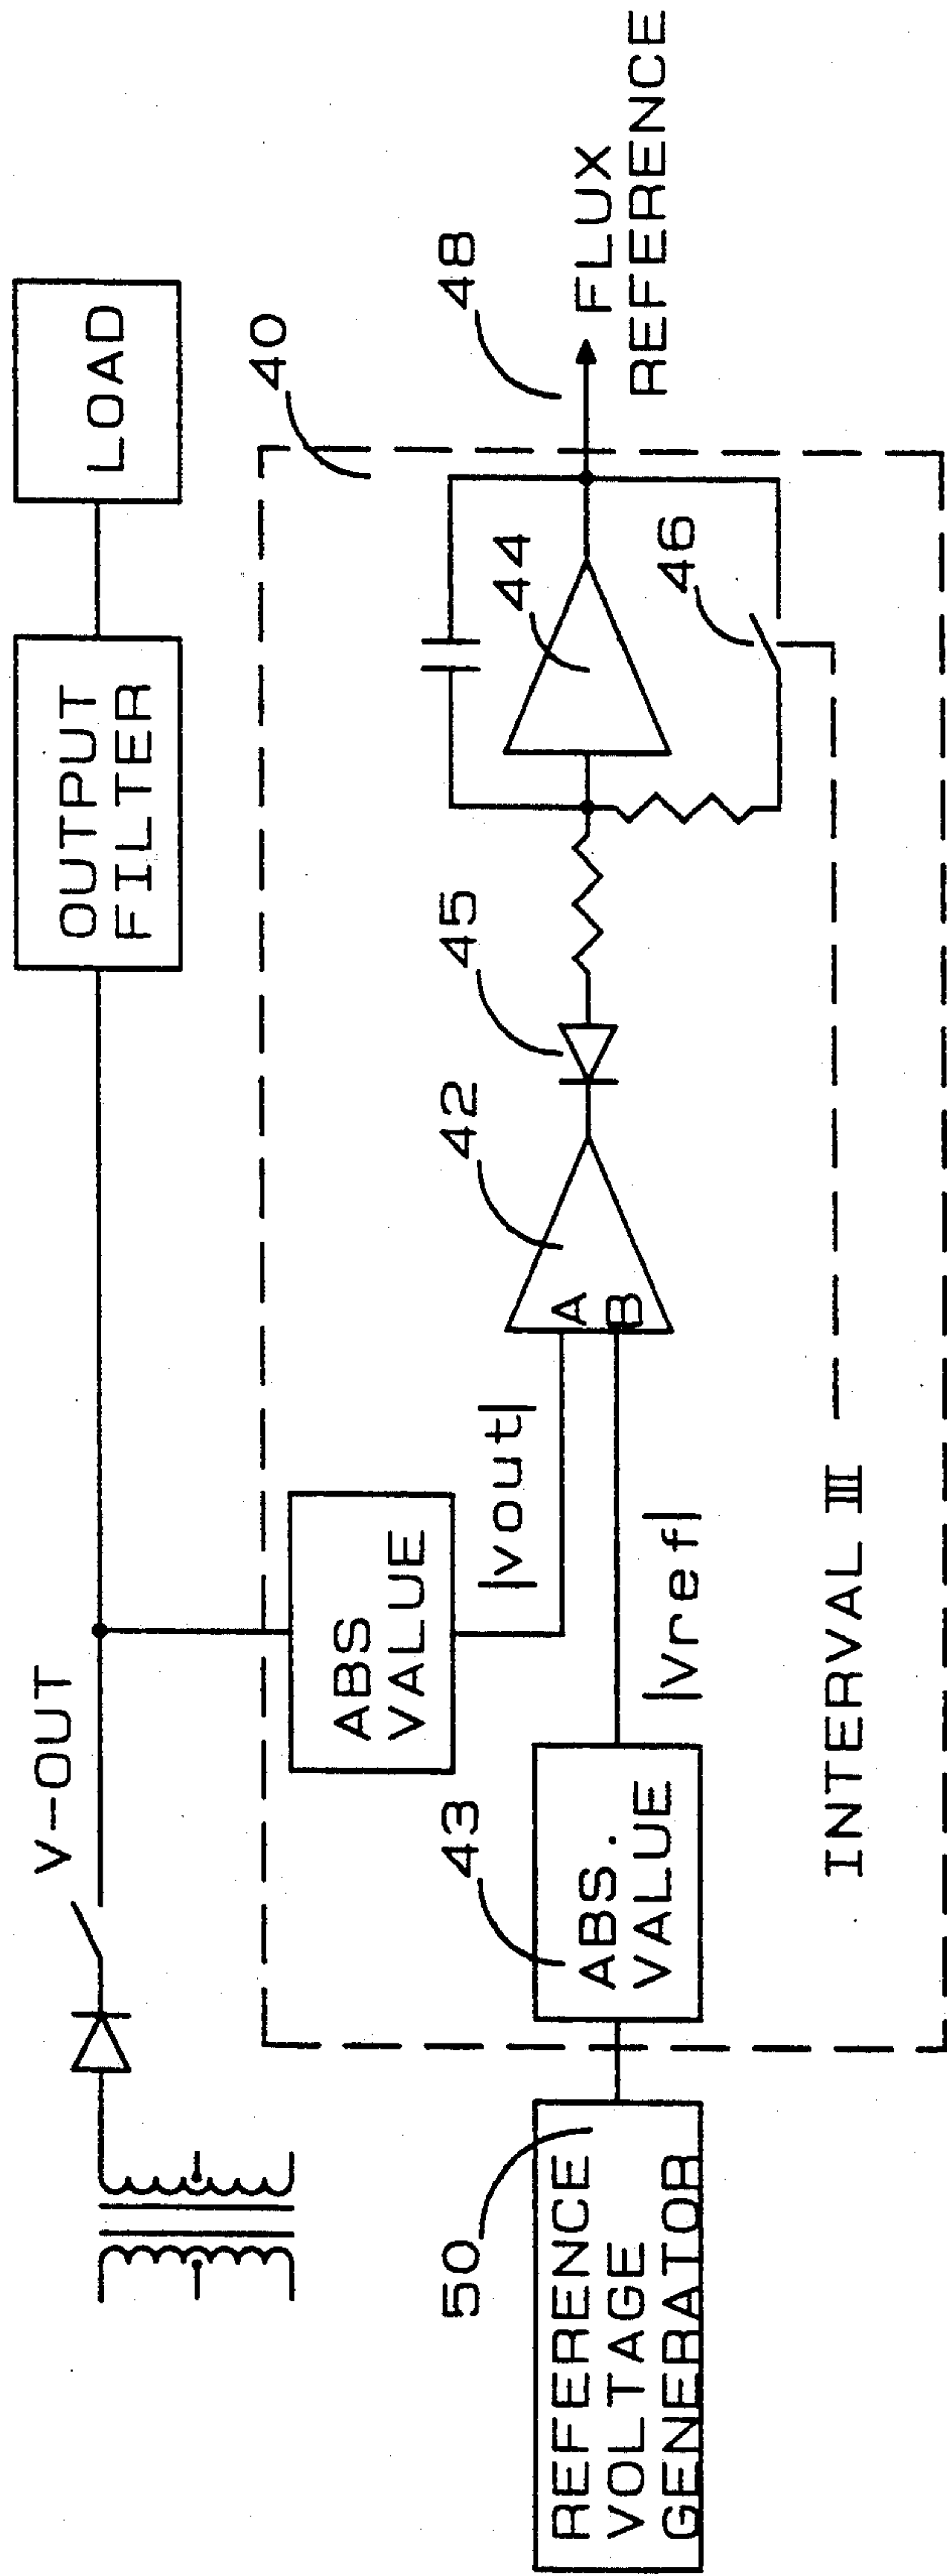 V-OUT
OUTPUT
FILTER
LOAD
ABS
VALUE
|vout|
40
50
REFERENCE
VOLTAGE
GENERATOR
43
ABS.
VALUE
|Vref|
A
B
42
45
44
46
48
FLUX
REFERENCE
INTERVAL III